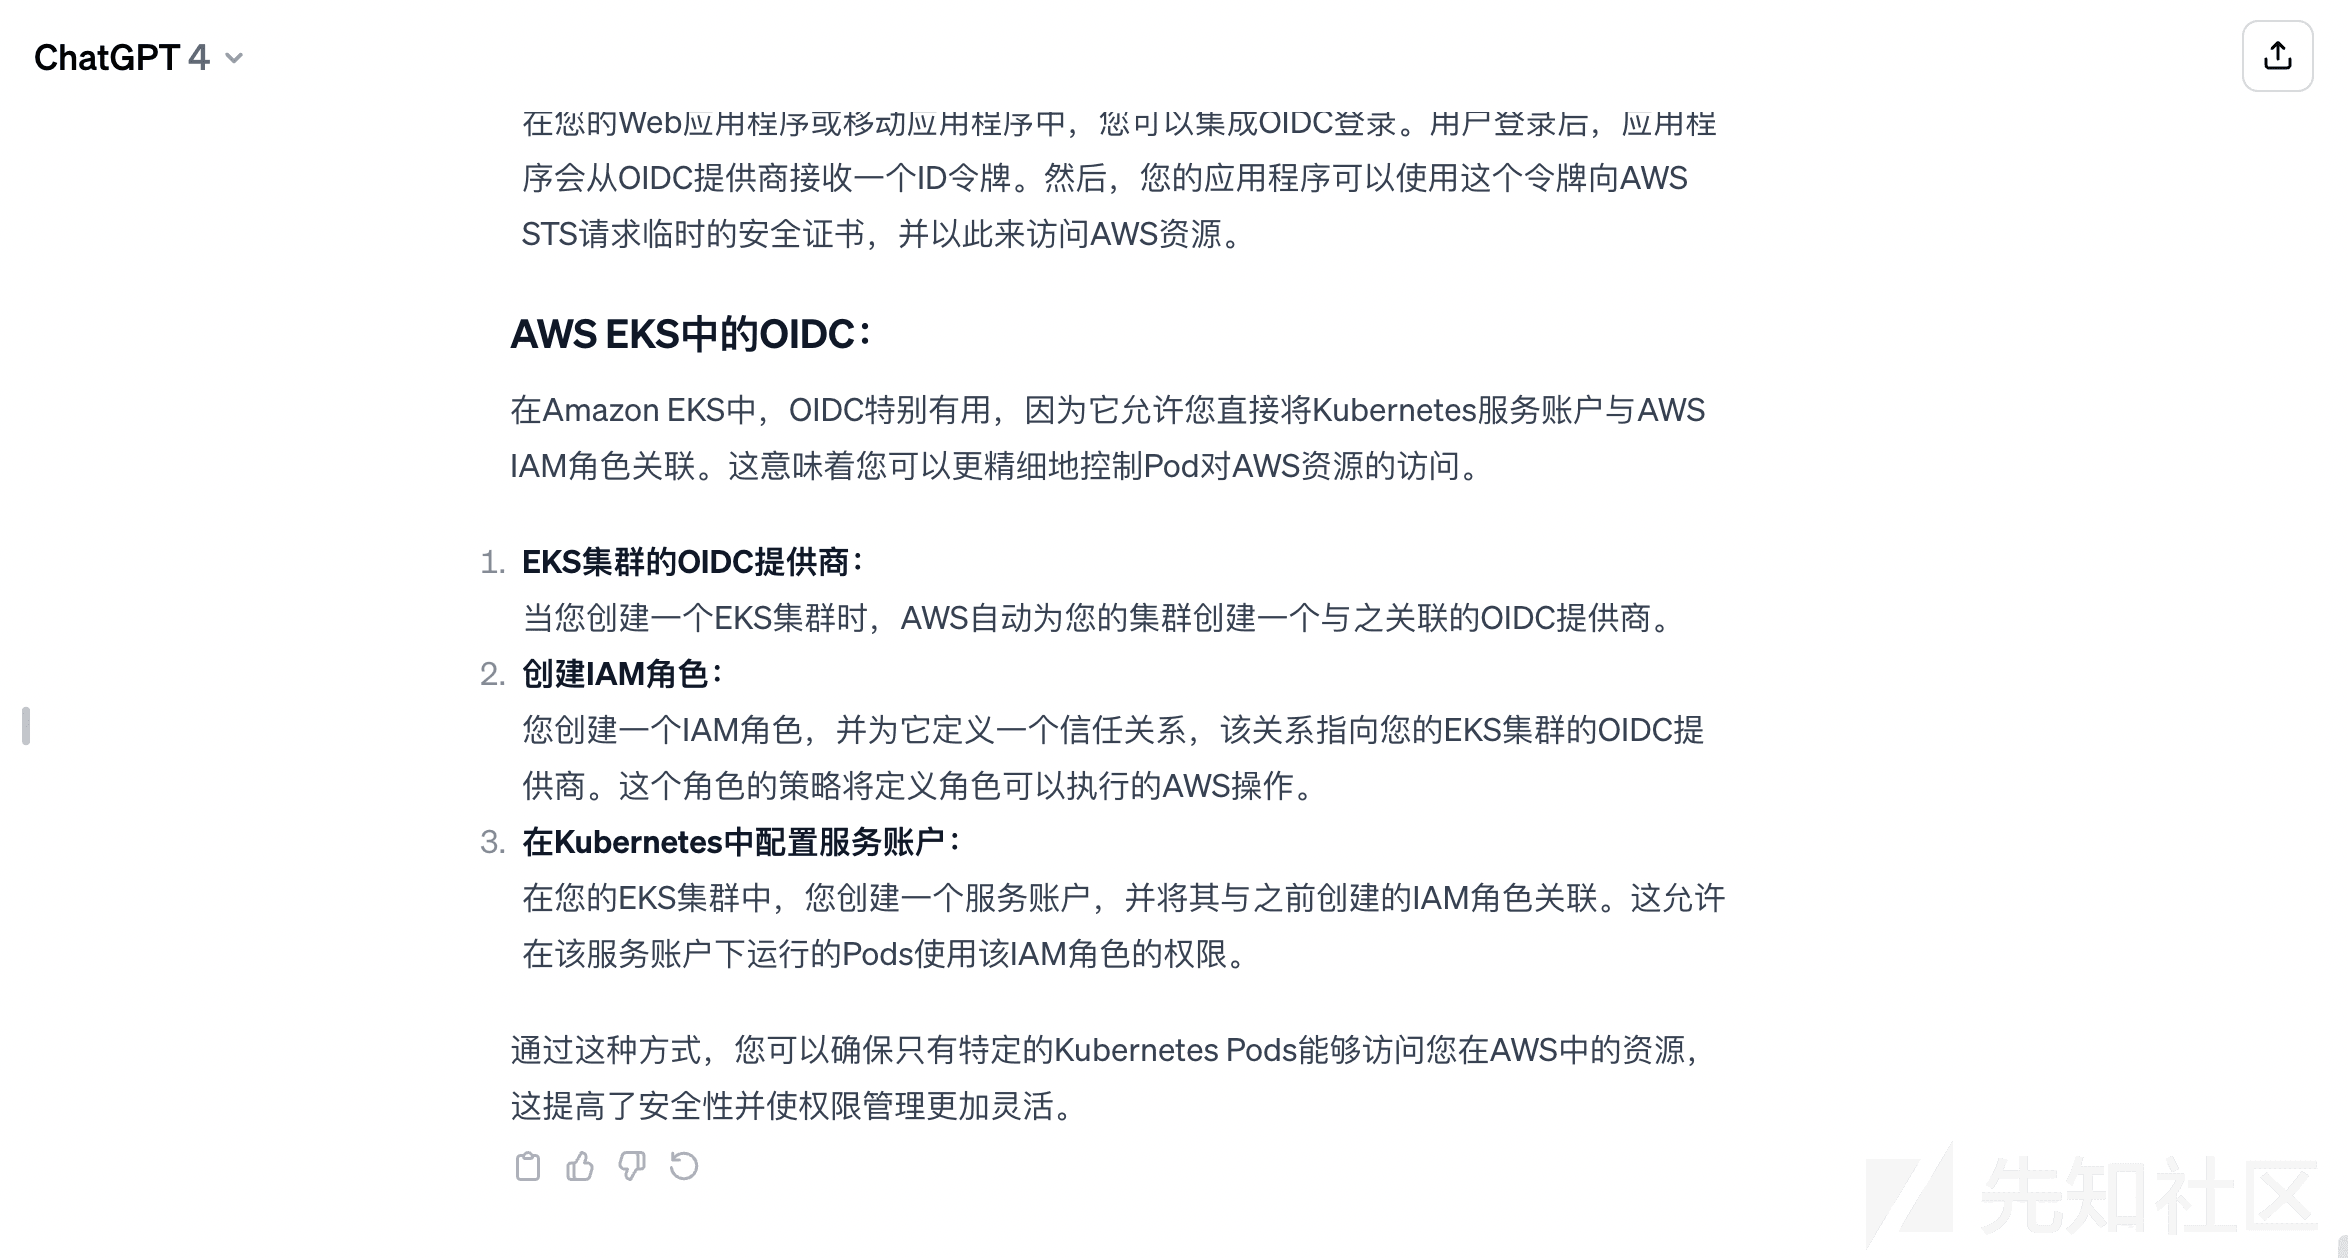 ChatGPT 4
在您的Web应用程序或移动应用程序中，您可以集成OIDC登录。用户登录后，应用程
序会从OIDC提供商接收一个ID令牌。然后，您的应用程序可以使用这个令牌向AWS
STS请求临时的安全证书，并以此来访问AWS资源。
AWS EKS中的OIDC：
在Amazon EKS中，OIDC特别有用，因为它允许您直接将Kubernetes服务账户与AWS
IAM角色关联。这意味着您可以更精细地控制Pod对AWS资源的访问。
1. EKS集群的OIDC提供商：
当您创建一个EKS集群时，AWS自动为您的集群创建一个与之关联的OIDC提供商。
2. 创建IAM角色：
您创建一个IAM角色，并为它定义一个信任关系，该关系指向您的EKS集群的OIDC提
供商。这个角色的策略将定义角色可以执行的AWS操作。
3. 在Kubernetes中配置服务账户：
在您的EKS集群中，您创建一个服务账户，并将其与之前创建的IAM角色关联。这允许
在该服务账户下运行的Pods使用该IAM角色的权限。
通过这种方式，您可以确保只有特定的Kubernetes Pods能够访问您在AWS中的资源，
这提高了安全性并使权限管理更加灵活。
先知社区